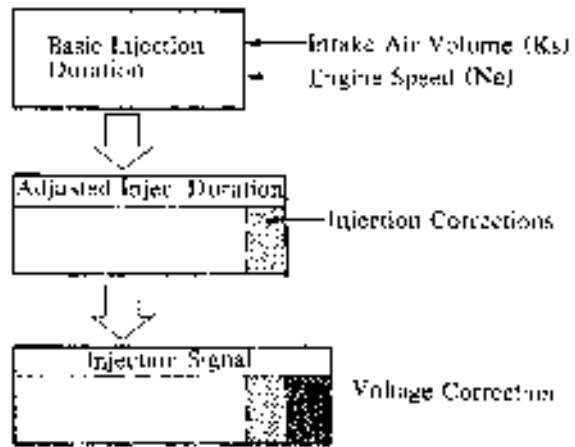 Basic Injection
Duration
Intake Air Volume (Ks)
Engine Speed (Ne)
Adjusted Injec. Duration
Injection Corrections
Injection Signal
Voltage Correction